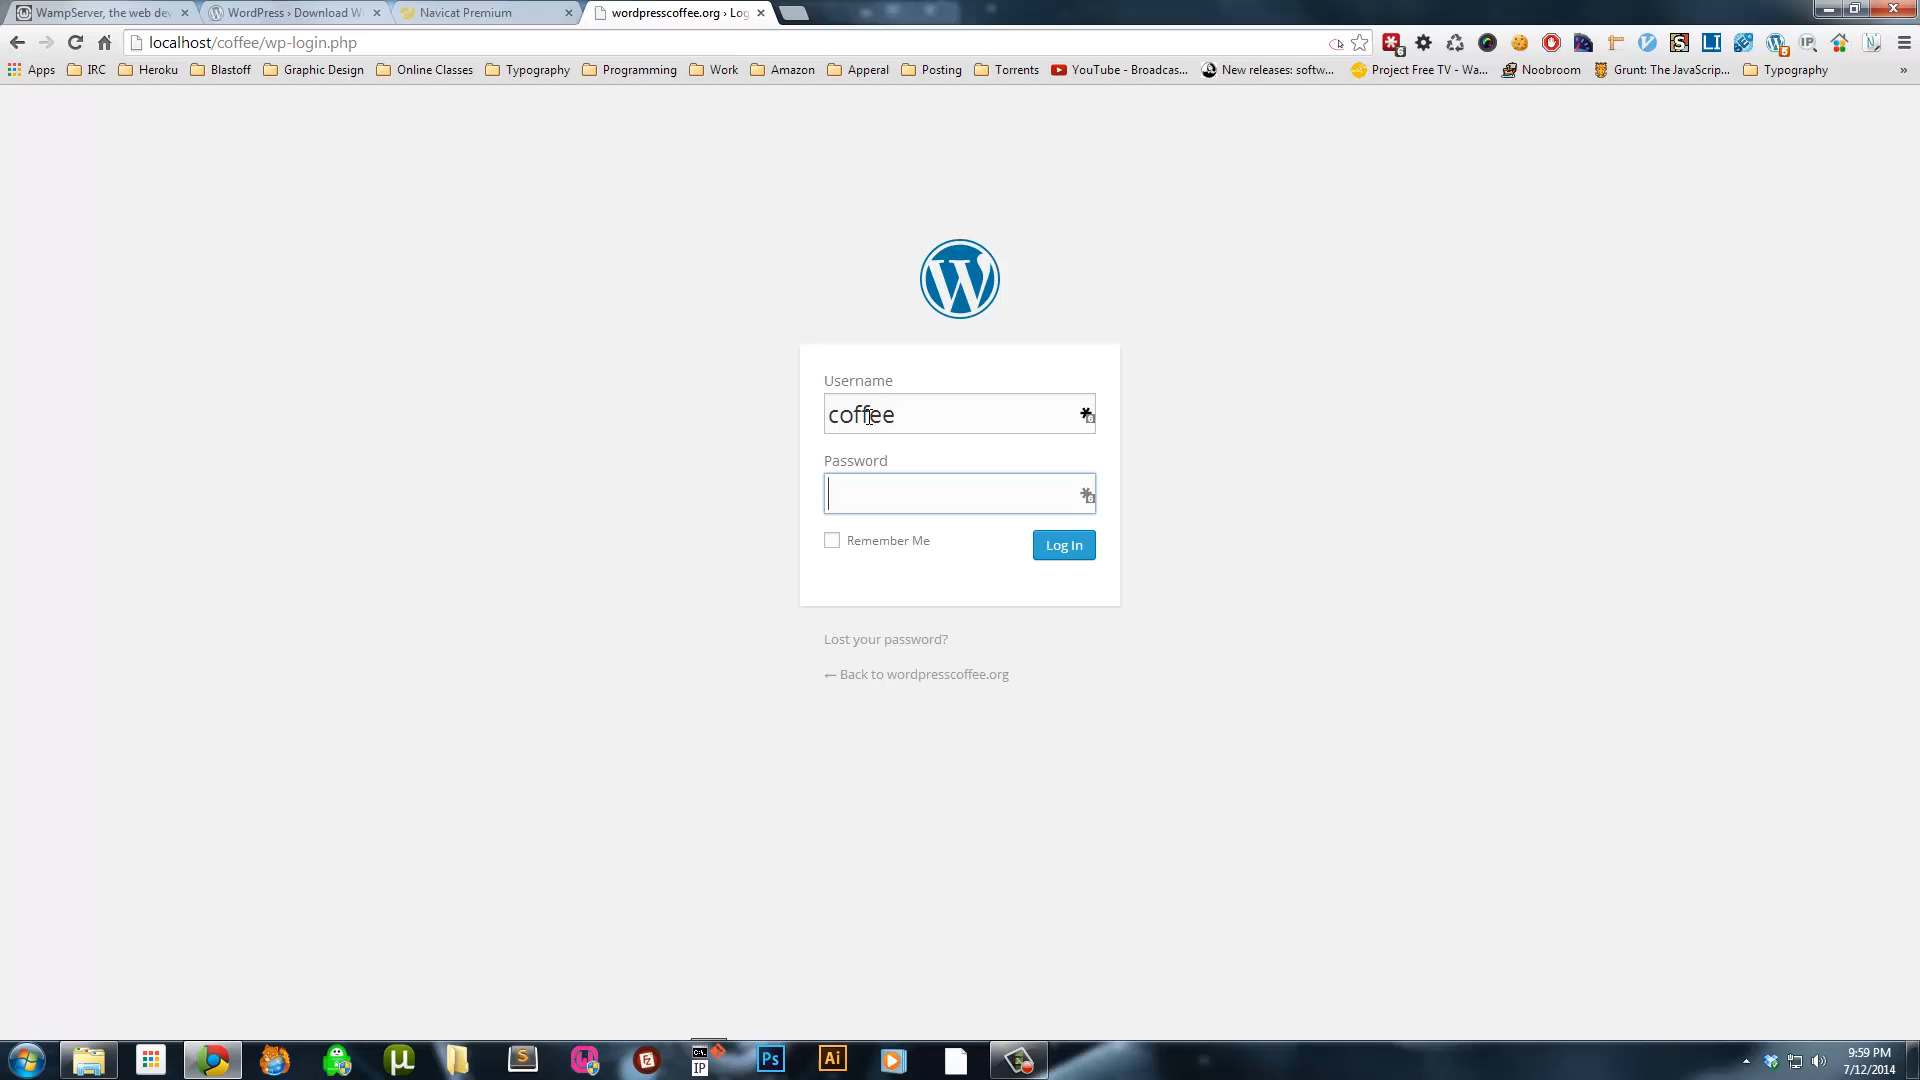 WampServer, the web dev
WordPress › Download W
Navicat Premium
wordpresscoffee.org › Log
localhost/coffee/wp-login.php
Apps
IRC
Heroku
Blastoff
Graphic Design
Online Classes
Typography
Programming
Work
Amazon
Apperal
Posting
Torrents
YouTube - Broadcas...
New releases: softw...
Project Free TV - Wa...
Noobroom
Grunt: The JavaScrip...
Typography
»
Username
coffee
Password
Remember Me
Log In
Lost your password?
← Back to wordpresscoffee.org
IP
Ps
Ai
9:59 PM
7/12/2014